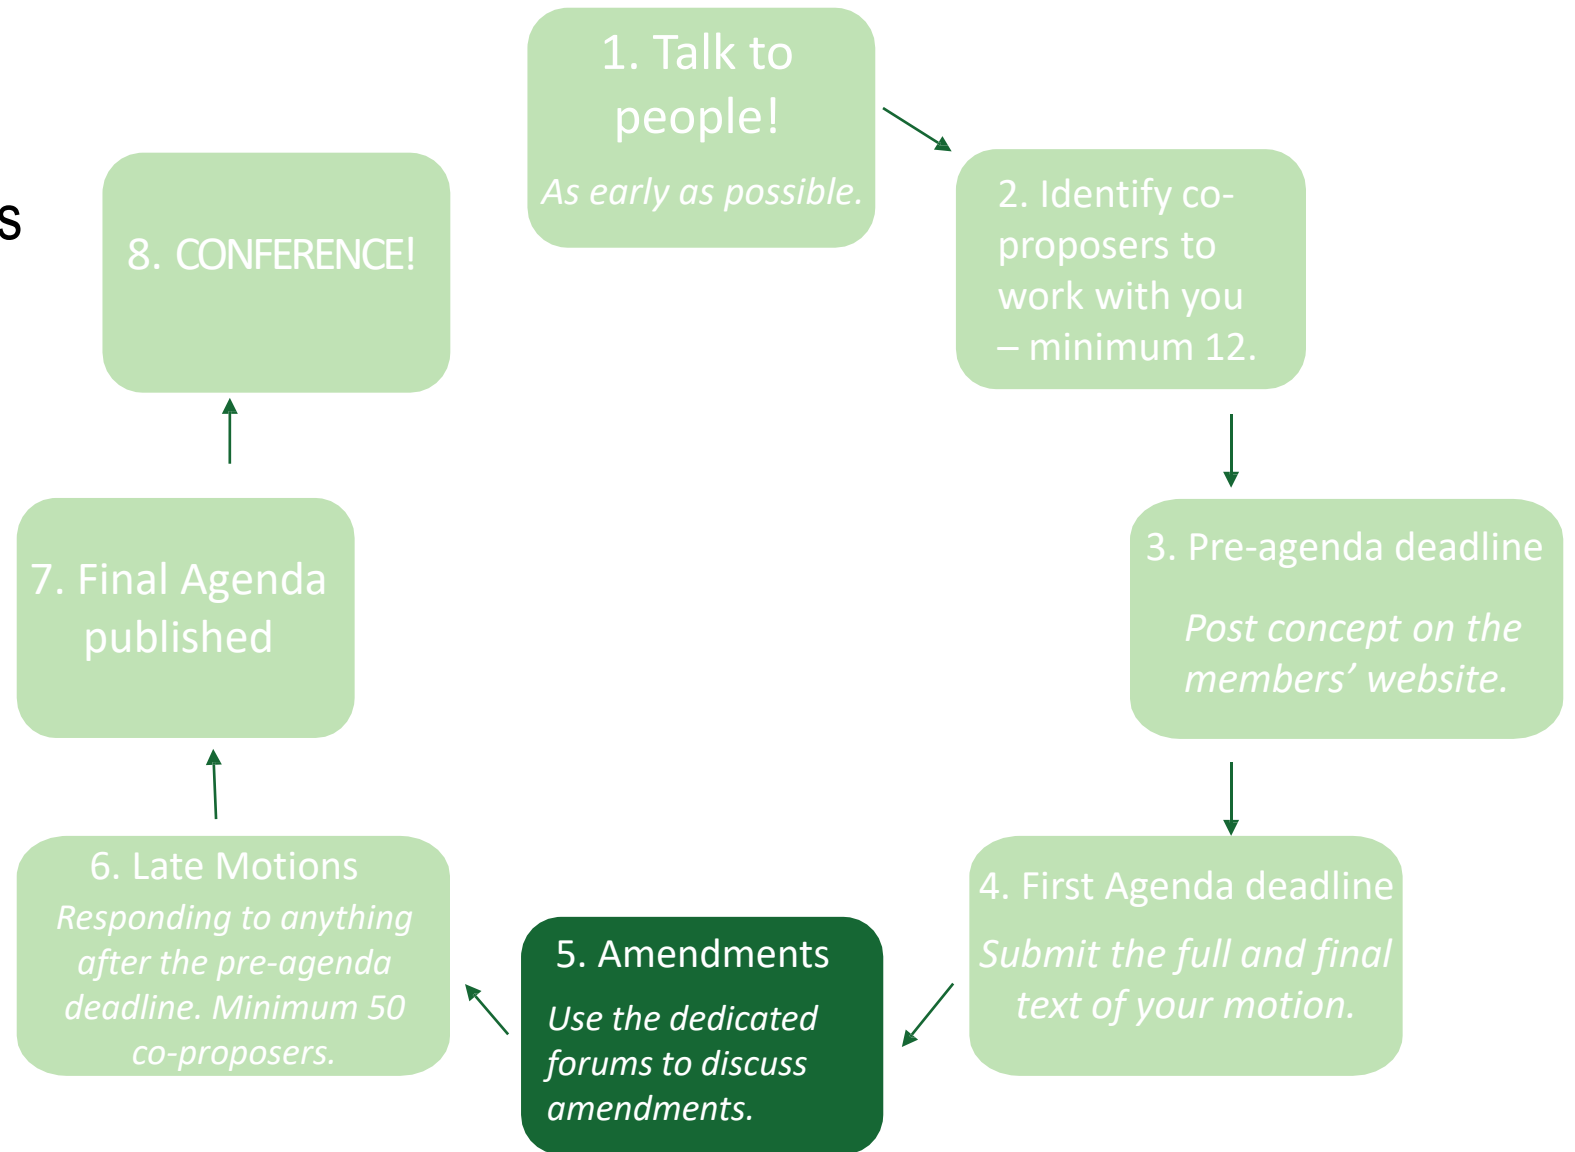 s
1. Talk to
people!
As early as possible.
2. Identify co-
proposers to
work with you
– minimum 12.
3. Pre-agenda deadline
Post concept on the
members’ website.
4. First Agenda deadline
Submit the full and final
text of your motion.
5. Amendments
Use the dedicated
forums to discuss
amendments.
6. Late Motions
Responding to anything
after the pre-agenda
deadline. Minimum 50
co-proposers.
7. Final Agenda
published
8. CONFERENCE!